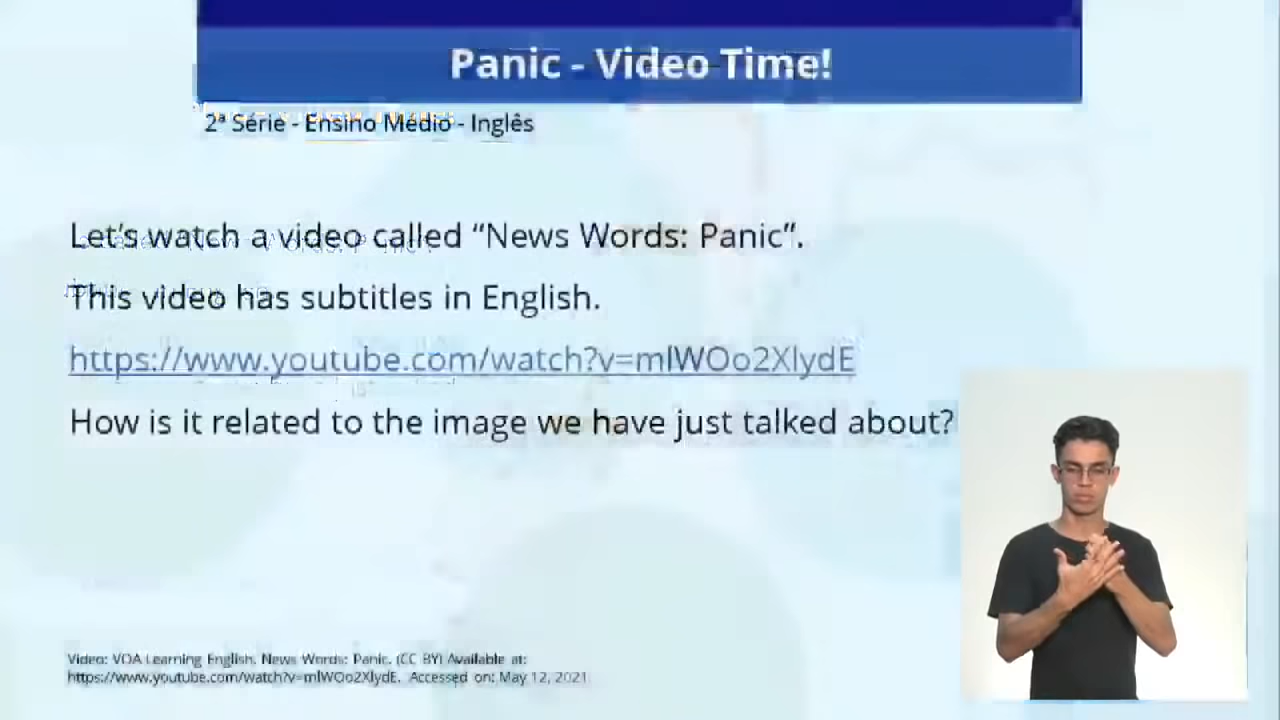 Panic - Video Time!
2ª Série - Ensino Médio - Inglês
Let's watch a video called “News Words: Panic”.
This video has subtitles in English.
https://www.youtube.com/watch?v=mlWOo2XlydE
How is it related to the image we have just talked about?
Video: VOA Learning English. News Words: Panic. (CC BY) Available at:
https://www.youtube.com/watch?v=mlWOo2XlydE. Accessed on: May 12, 2021.